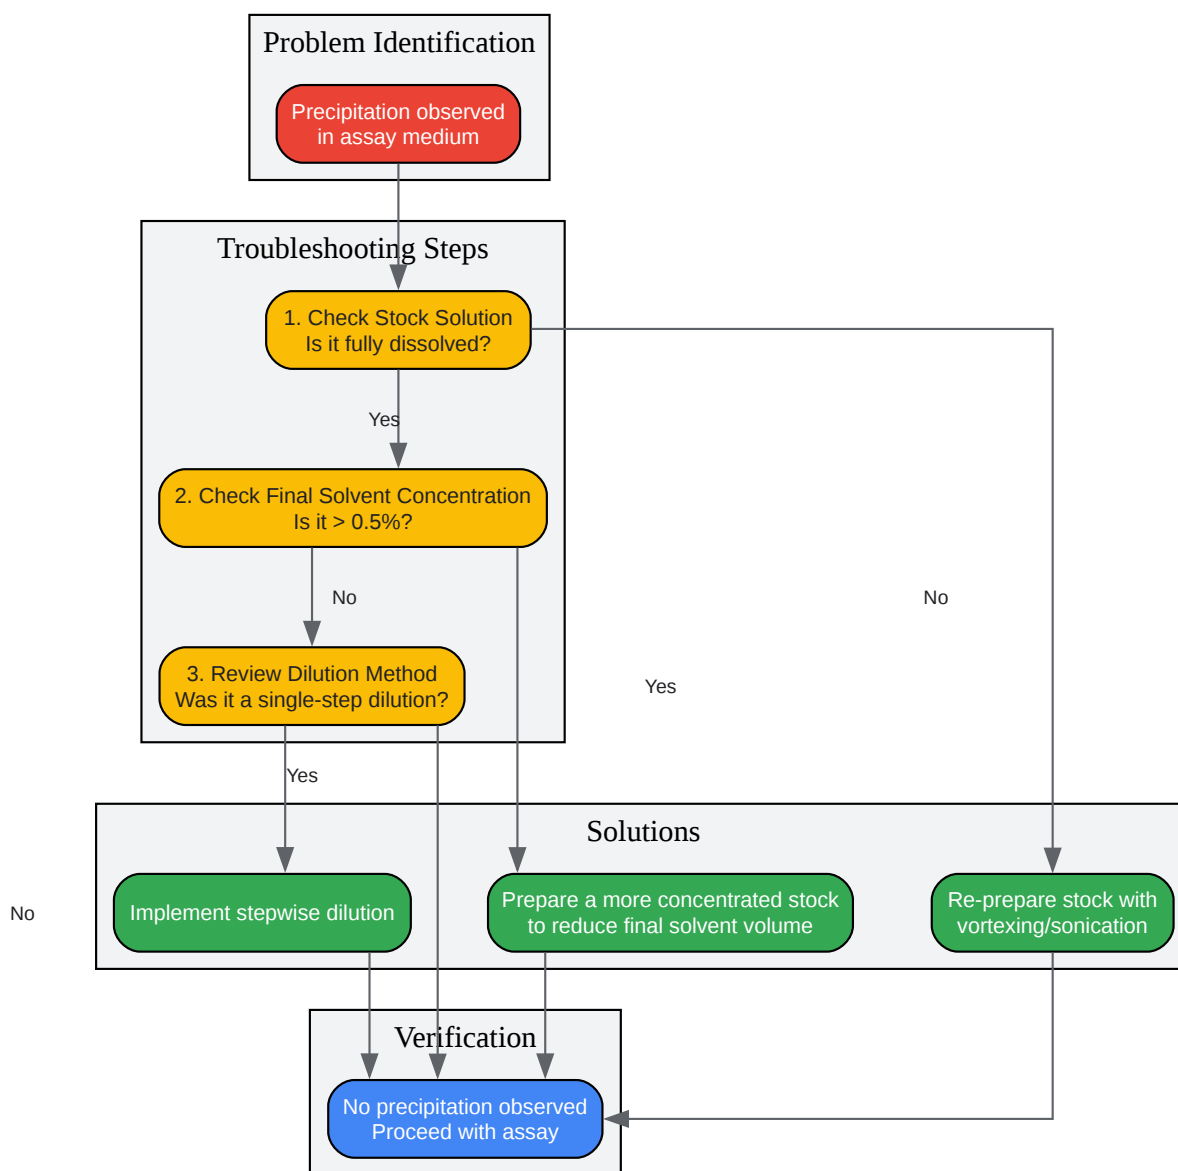 Problem Identification
Precipitation observed
in assay medium
Troubleshooting Steps
1. Check Stock Solution
Is it fully dissolved?
Yes
2. Check Final Solvent Concentration
Is it > 0.5%?
No
No
3. Review Dilution Method
Was it a single-step dilution?
Yes
Yes
Solutions
Implement stepwise dilution
Prepare a more concentrated stock
to reduce final solvent volume
Re-prepare stock with
vortexing/sonication
No
Verification
No precipitation observed
Proceed with assay